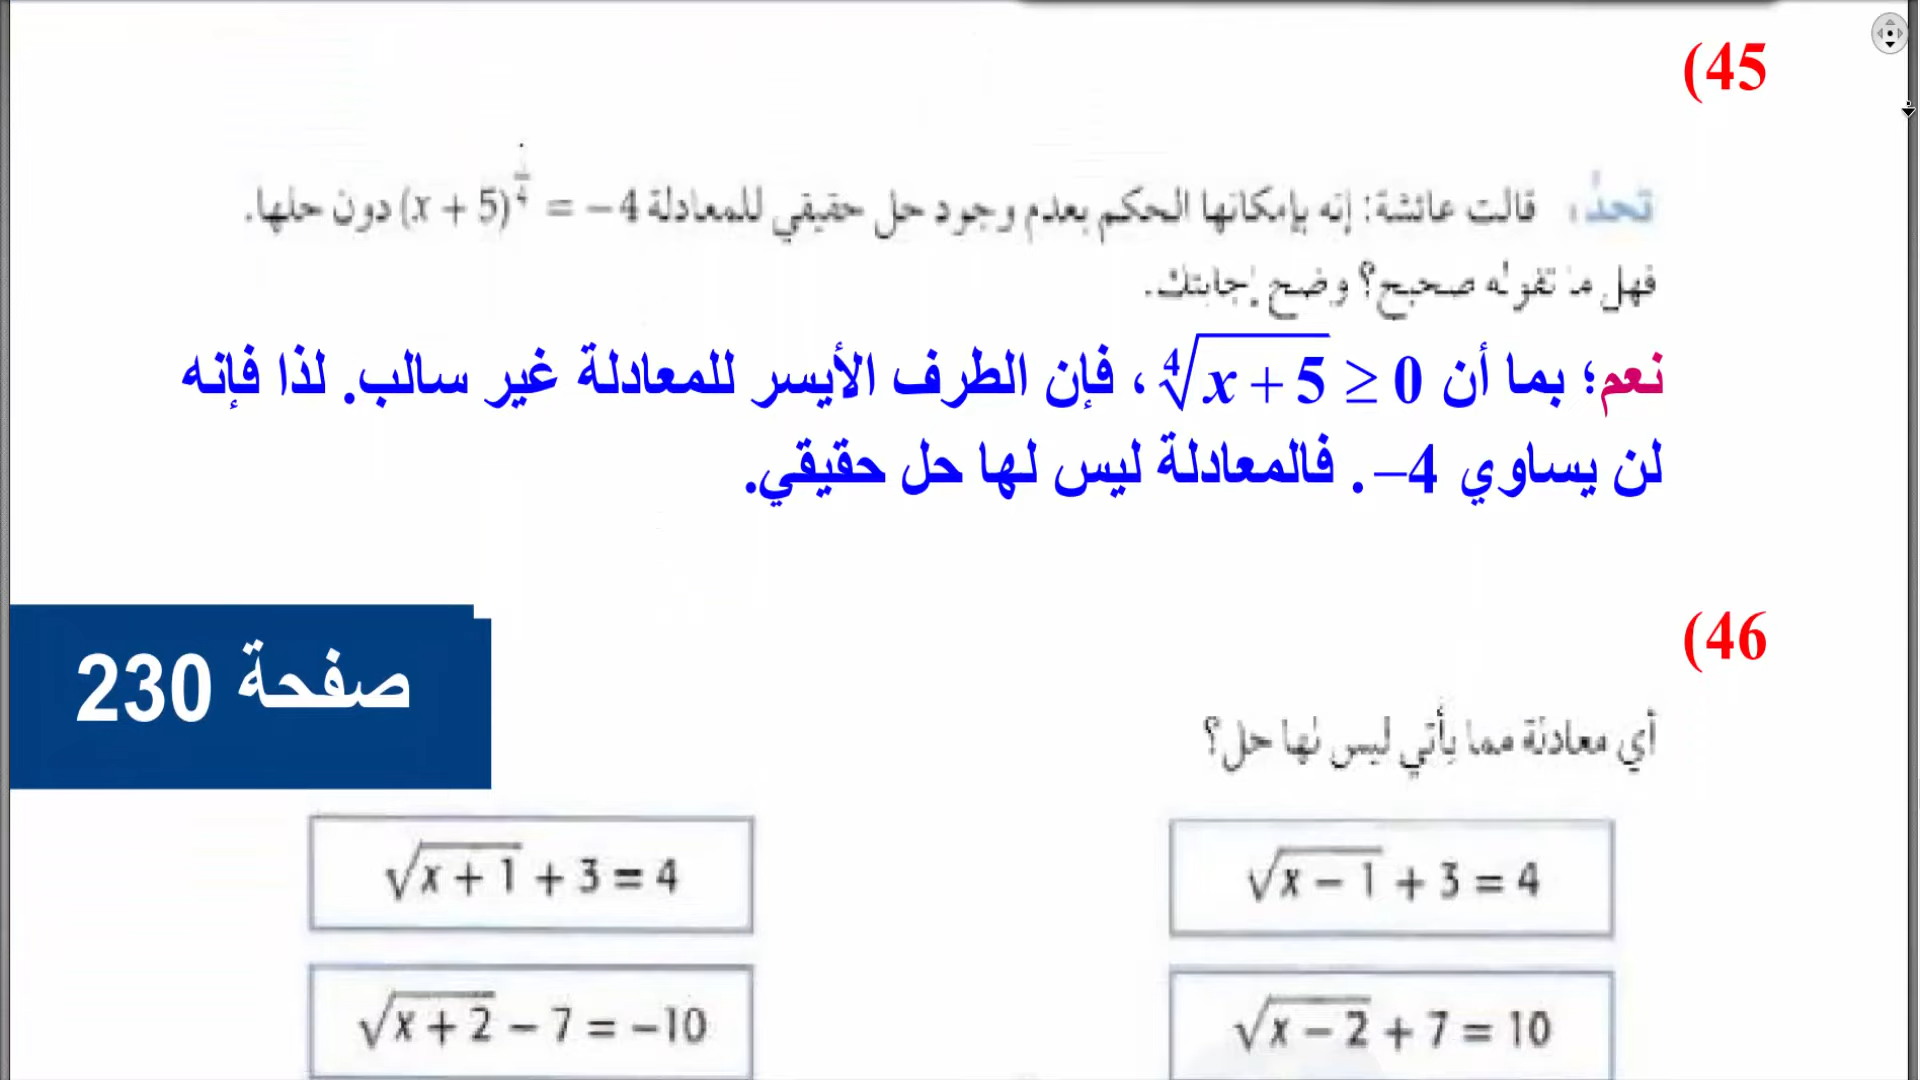 45)
تحدٍّ: قالت عائشة: إنه بإمكانها الحكم بعدم وجود حل حقيقي للمعادلة (x + 5)^{1/4} = −4 دون حلها.
فهل ما تقوله صحيح؟ وضح إجابتك.
نعم؛ بما أن ∜(x + 5) ≥ 0 ، فإن الطرف الأيسر للمعادلة غير سالب. لذا فإنه
لن يساوي 4– . فالمعادلة ليس لها حل حقيقي.
46)
صفحة 230
أي معادلة مما يأتي ليس لها حل؟
√(x − 1) + 3 = 4
√(x + 1) + 3 = 4
√(x − 2) + 7 = 10
√(x + 2) − 7 = −10